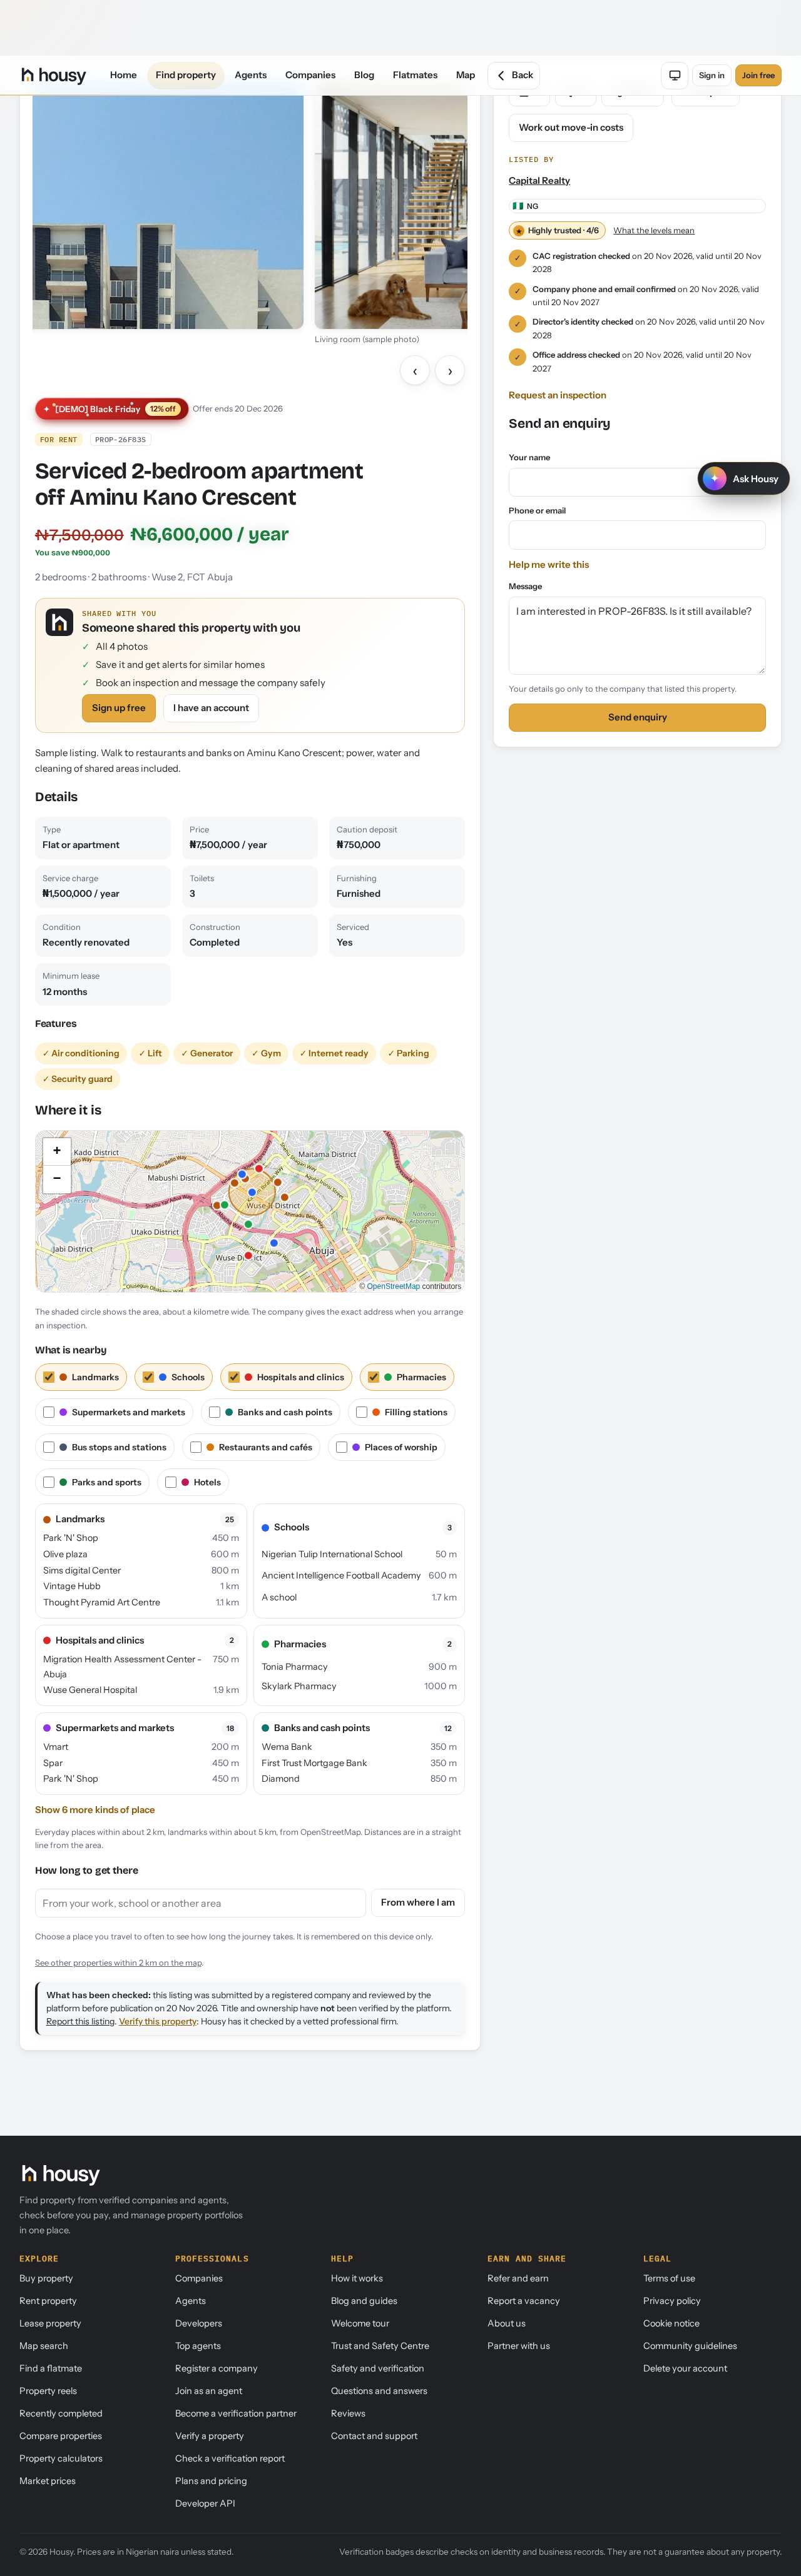 housy
Home
Find property
Agents
Companies
Blog
Flatmates
Map
Back
Sign in
Join free
Living room (sample photo)
[DEMO] Black Friday
12% off
Offer ends 20 Dec 2026
FOR RENT
PROP-26F83S
Serviced 2-bedroom apartment
off Aminu Kano Crescent
₦7,500,000 ₦6,600,000 / year
You save ₦900,000
2 bedrooms · 2 bathrooms · Wuse 2, FCT Abuja
SHARED WITH YOU
Someone shared this property with you
✓ All 4 photos
✓ Save it and get alerts for similar homes
✓ Book an inspection and message the company safely
Sign up free
I have an account
Sample listing. Walk to restaurants and banks on Aminu Kano Crescent; power, water and
cleaning of shared areas included.
Details
Type
Flat or apartment
Price
₦7,500,000 / year
Caution deposit
₦750,000
Service charge
₦1,500,000 / year
Toilets
3
Furnishing
Furnished
Condition
Recently renovated
Construction
Completed
Serviced
Yes
Minimum lease
12 months
Features
✓ Air conditioning
✓ Lift
✓ Generator
✓ Gym
✓ Internet ready
✓ Parking
✓ Security guard
Where it is
+
−
Kado District
Mabushi District
Maitama District
Utako District
Jabi District
Abuja
© OpenStreetMap contributors
The shaded circle shows the area, about a kilometre wide. The company gives the exact address when you arrange
an inspection.
What is nearby
Landmarks
Schools
Hospitals and clinics
Pharmacies
Supermarkets and markets
Banks and cash points
Filling stations
Bus stops and stations
Restaurants and cafés
Places of worship
Parks and sports
Hotels
Landmarks 25
Park 'N' Shop 450 m
Olive plaza 600 m
Sims digital Center 800 m
Vintage Hubb 1 km
Thought Pyramid Art Centre 1.1 km
Schools 3
Nigerian Tulip International School 50 m
Ancient Intelligence Football Academy 600 m
A school 1.7 km
Hospitals and clinics 2
Migration Health Assessment Center - 750 m
Abuja
Wuse General Hospital 1.9 km
Pharmacies 2
Tonia Pharmacy 900 m
Skylark Pharmacy 1000 m
Supermarkets and markets 18
Vmart 200 m
Spar 450 m
Park 'N' Shop 450 m
Banks and cash points 12
Wema Bank 350 m
First Trust Mortgage Bank 350 m
Diamond 850 m
Show 6 more kinds of place
Everyday places within about 2 km, landmarks within about 5 km, from OpenStreetMap. Distances are in a straight
line from the area.
How long to get there
From your work, school or another area
From where I am
Choose a place you travel to often to see how long the journey takes. It is remembered on this device only.
See other properties within 2 km on the map.
What has been checked: this listing was submitted by a registered company and reviewed by the
platform before publication on 20 Nov 2026. Title and ownership have not been verified by the platform.
Report this listing. Verify this property: Housy has it checked by a vetted professional firm.
Work out move-in costs
LISTED BY
Capital Realty
NG
Highly trusted · 4/6
What the levels mean
✓ CAC registration checked on 20 Nov 2026, valid until 20 Nov
2028
✓ Company phone and email confirmed on 20 Nov 2026, valid
until 20 Nov 2027
✓ Director's identity checked on 20 Nov 2026, valid until 20 Nov
2028
✓ Office address checked on 20 Nov 2026, valid until 20 Nov
2027
Request an inspection
Send an enquiry
Your name
Ask Housy
Phone or email
Help me write this
Message
I am interested in PROP-26F83S. Is it still available?
Your details go only to the company that listed this property.
Send enquiry
housy
Find property from verified companies and agents,
check before you pay, and manage property portfolios
in one place.
EXPLORE
Buy property
Rent property
Lease property
Map search
Find a flatmate
Property reels
Recently completed
Compare properties
Property calculators
Market prices
PROFESSIONALS
Companies
Agents
Developers
Top agents
Register a company
Join as an agent
Become a verification partner
Verify a property
Check a verification report
Plans and pricing
Developer API
HELP
How it works
Blog and guides
Welcome tour
Trust and Safety Centre
Safety and verification
Questions and answers
Reviews
Contact and support
EARN AND SHARE
Refer and earn
Report a vacancy
About us
Partner with us
LEGAL
Terms of use
Privacy policy
Cookie notice
Community guidelines
Delete your account
© 2026 Housy. Prices are in Nigerian naira unless stated.
Verification badges describe checks on identity and business records. They are not a guarantee about any property.